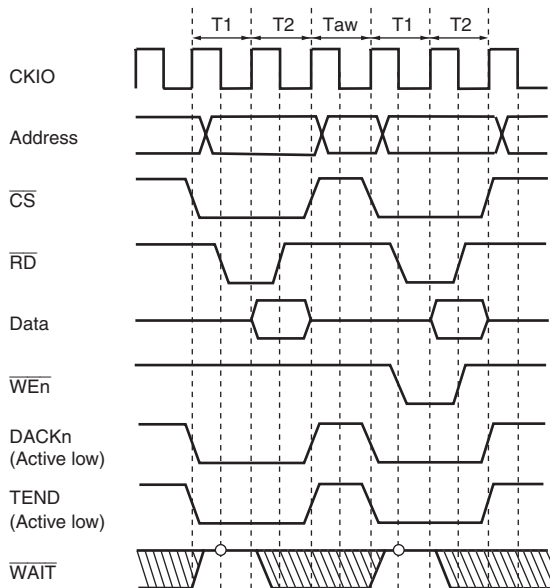 T1 T2 Taw T1 T2
CKIO
Address
CS
RD
Data
WEn
DACKn
(Active low)
TEND
(Active low)
WAIT